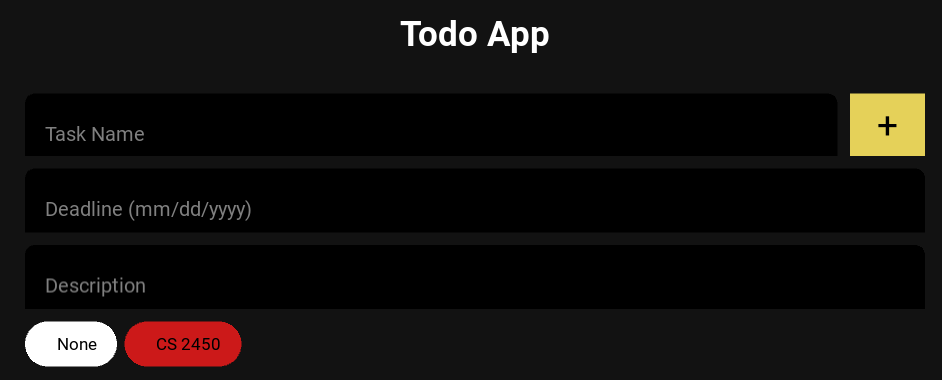 Todo App
Task Name
+
Deadline (mm/dd/yyyy)
Description
None
CS 2450